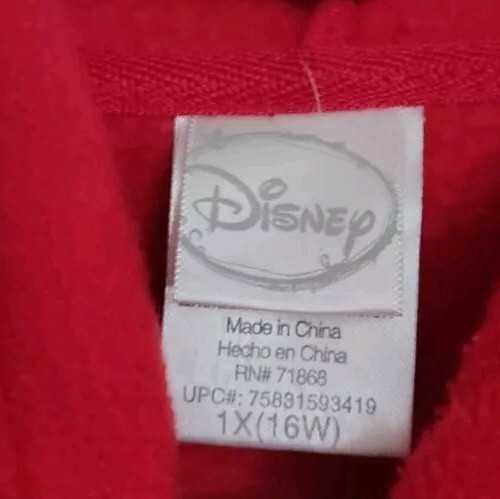 Disney
Made in China
Hecho en China
RN# 71868
UPC#: 75831593419
1X(16W)